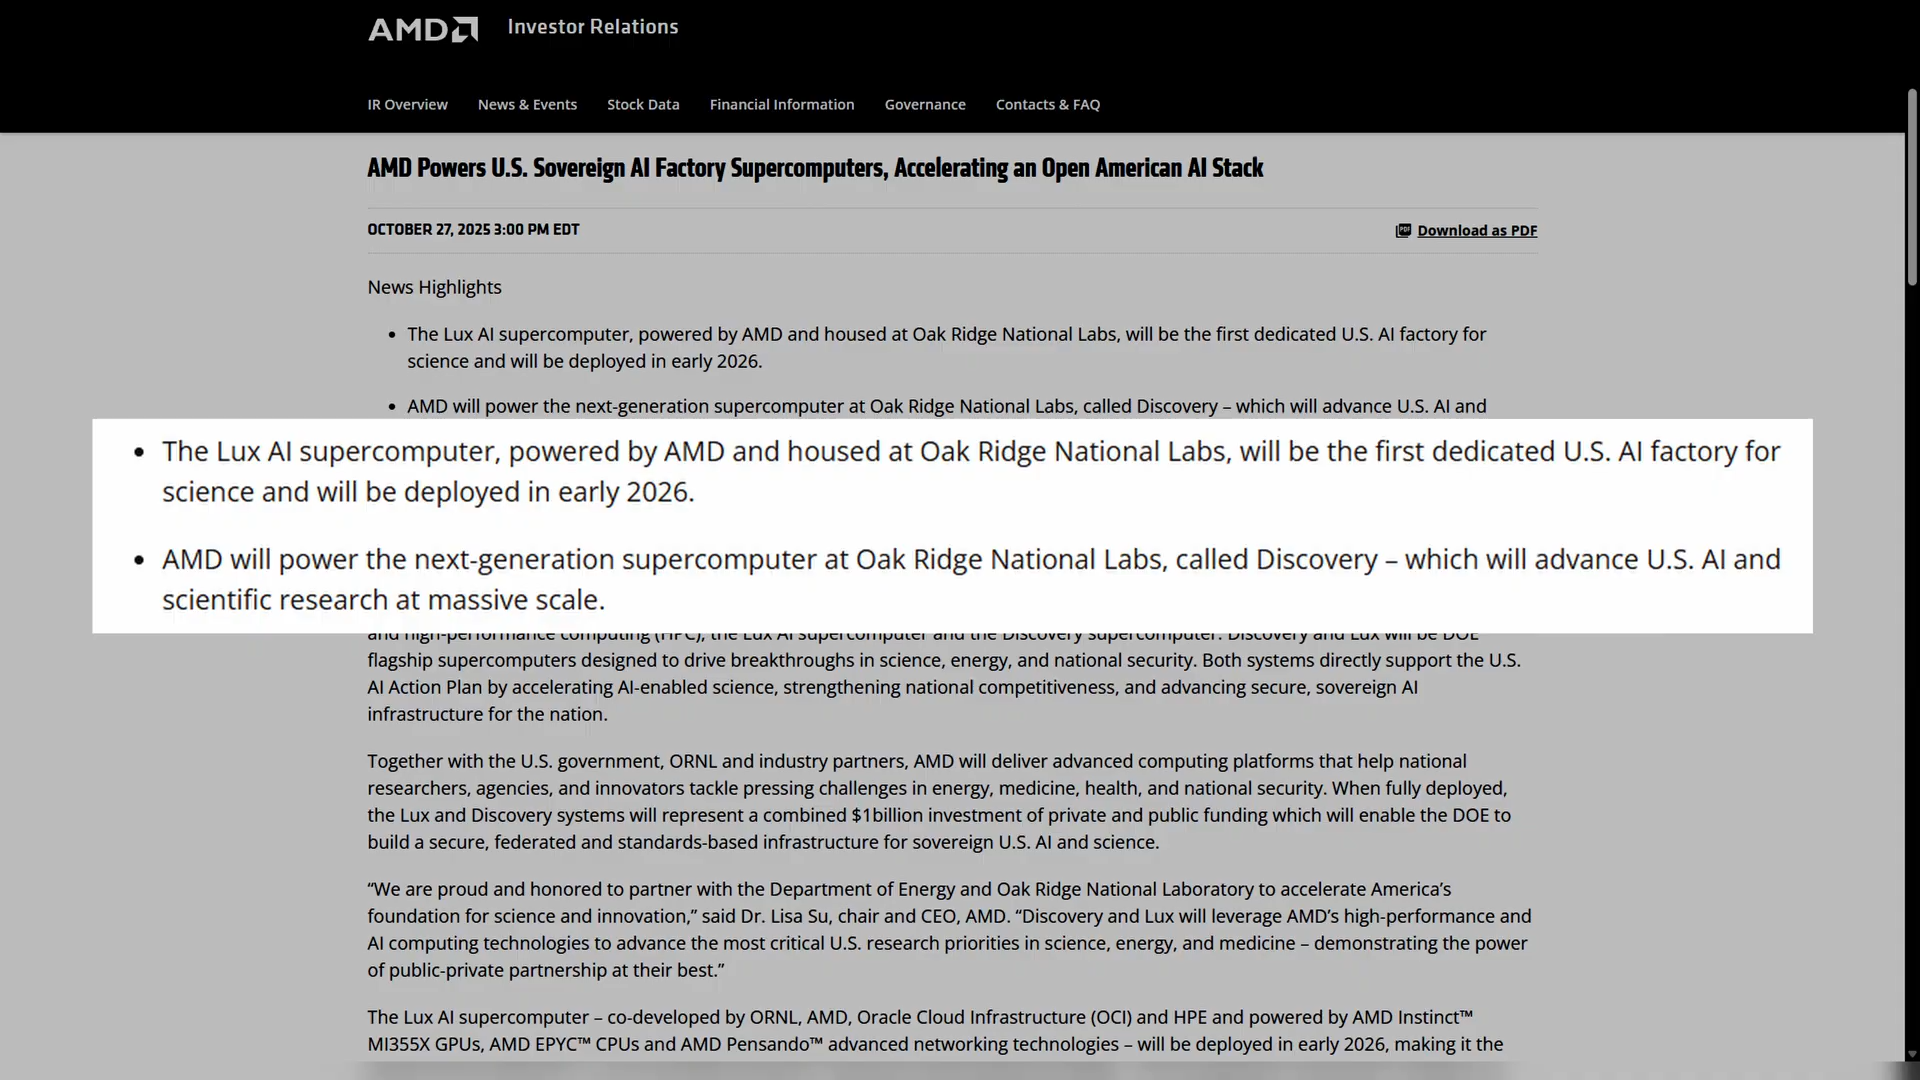 AMD Investor Relations
IR Overview News & Events Stock Data Financial Information Governance Contacts & FAQ
AMD Powers U.S. Sovereign AI Factory Supercomputers, Accelerating an Open American AI Stack
OCTOBER 27, 2025 3:00 PM EDT
PDF Download as PDF
News Highlights
• The Lux AI supercomputer, powered by AMD and housed at Oak Ridge National Labs, will be the first dedicated U.S. AI factory for
science and will be deployed in early 2026.
• AMD will power the next-generation supercomputer at Oak Ridge National Labs, called Discovery – which will advance U.S. AI and
• The Lux AI supercomputer, powered by AMD and housed at Oak Ridge National Labs, will be the first dedicated U.S. AI factory for
science and will be deployed in early 2026.
• AMD will power the next-generation supercomputer at Oak Ridge National Labs, called Discovery – which will advance U.S. AI and
scientific research at massive scale.
and high-performance computing (HPC), the Lux AI supercomputer and the Discovery supercomputer. Discovery and Lux will be DOE
flagship supercomputers designed to drive breakthroughs in science, energy, and national security. Both systems directly support the U.S.
AI Action Plan by accelerating AI-enabled science, strengthening national competitiveness, and advancing secure, sovereign AI
infrastructure for the nation.
Together with the U.S. government, ORNL and industry partners, AMD will deliver advanced computing platforms that help national
researchers, agencies, and innovators tackle pressing challenges in energy, medicine, health, and national security. When fully deployed,
the Lux and Discovery systems will represent a combined $1billion investment of private and public funding which will enable the DOE to
build a secure, federated and standards-based infrastructure for sovereign U.S. AI and science.
“We are proud and honored to partner with the Department of Energy and Oak Ridge National Laboratory to accelerate America’s
foundation for science and innovation,” said Dr. Lisa Su, chair and CEO, AMD. “Discovery and Lux will leverage AMD’s high-performance and
AI computing technologies to advance the most critical U.S. research priorities in science, energy, and medicine – demonstrating the power
of public-private partnership at their best.”
The Lux AI supercomputer – co-developed by ORNL, AMD, Oracle Cloud Infrastructure (OCI) and HPE and powered by AMD Instinct™
MI355X GPUs, AMD EPYC™ CPUs and AMD Pensando™ advanced networking technologies – will be deployed in early 2026, making it the